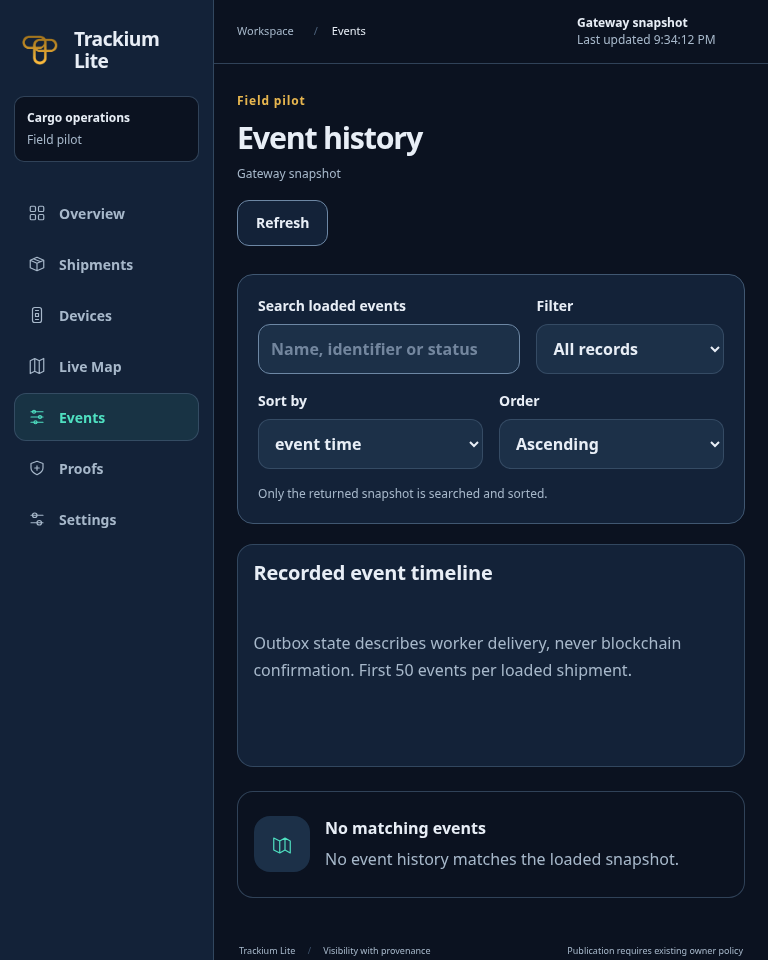 Trackium
Lite
Cargo operations
Field pilot
Overview
Shipments
Devices
Live Map
Events
Proofs
Settings
Workspace / Events
Gateway snapshot
Last updated 9:34:12 PM
Field pilot
Event history
Gateway snapshot
Refresh
Search loaded events
Filter
Name, identifier or status
All records
Sort by
Order
event time
Ascending
Only the returned snapshot is searched and sorted.
Recorded event timeline
Outbox state describes worker delivery, never blockchain
confirmation. First 50 events per loaded shipment.
No matching events
No event history matches the loaded snapshot.
Trackium Lite / Visibility with provenance
Publication requires existing owner policy